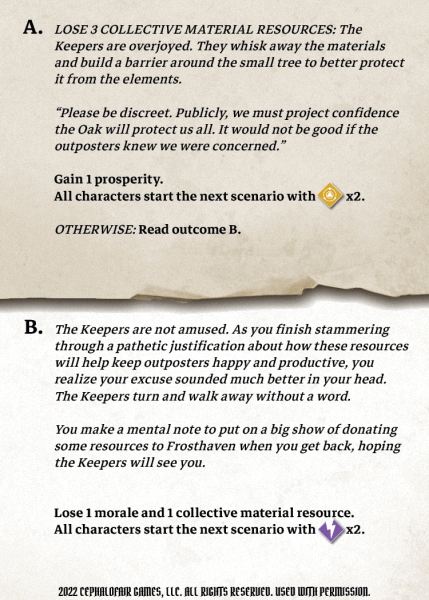 A. LOSE 3 COLLECTIVE MATERIAL RESOURCES: The
Keepers are overjoyed. They whisk away the materials
and build a barrier around the small tree to better protect
it from the elements.
“Please be discreet. Publicly, we must project confidence
the Oak will protect us all. It would not be good if the
outposters knew we were concerned.”
Gain 1 prosperity.
All characters start the next scenario with x2.
OTHERWISE: Read outcome B.
B. The Keepers are not amused. As you finish stammering
through a pathetic justification about how these resources
will help keep outposters happy and productive, you
realize your excuse sounded much better in your head.
The Keepers turn and walk away without a word.
You make a mental note to put on a big show of donating
some resources to Frosthaven when you get back, hoping
the Keepers will see you.
Lose 1 morale and 1 collective material resource.
All characters start the next scenario with x2.
2022 CEPHALOFAIR GAMES, LLC. ALL RIGHTS RESERVED. USED WITH PERMISSION.